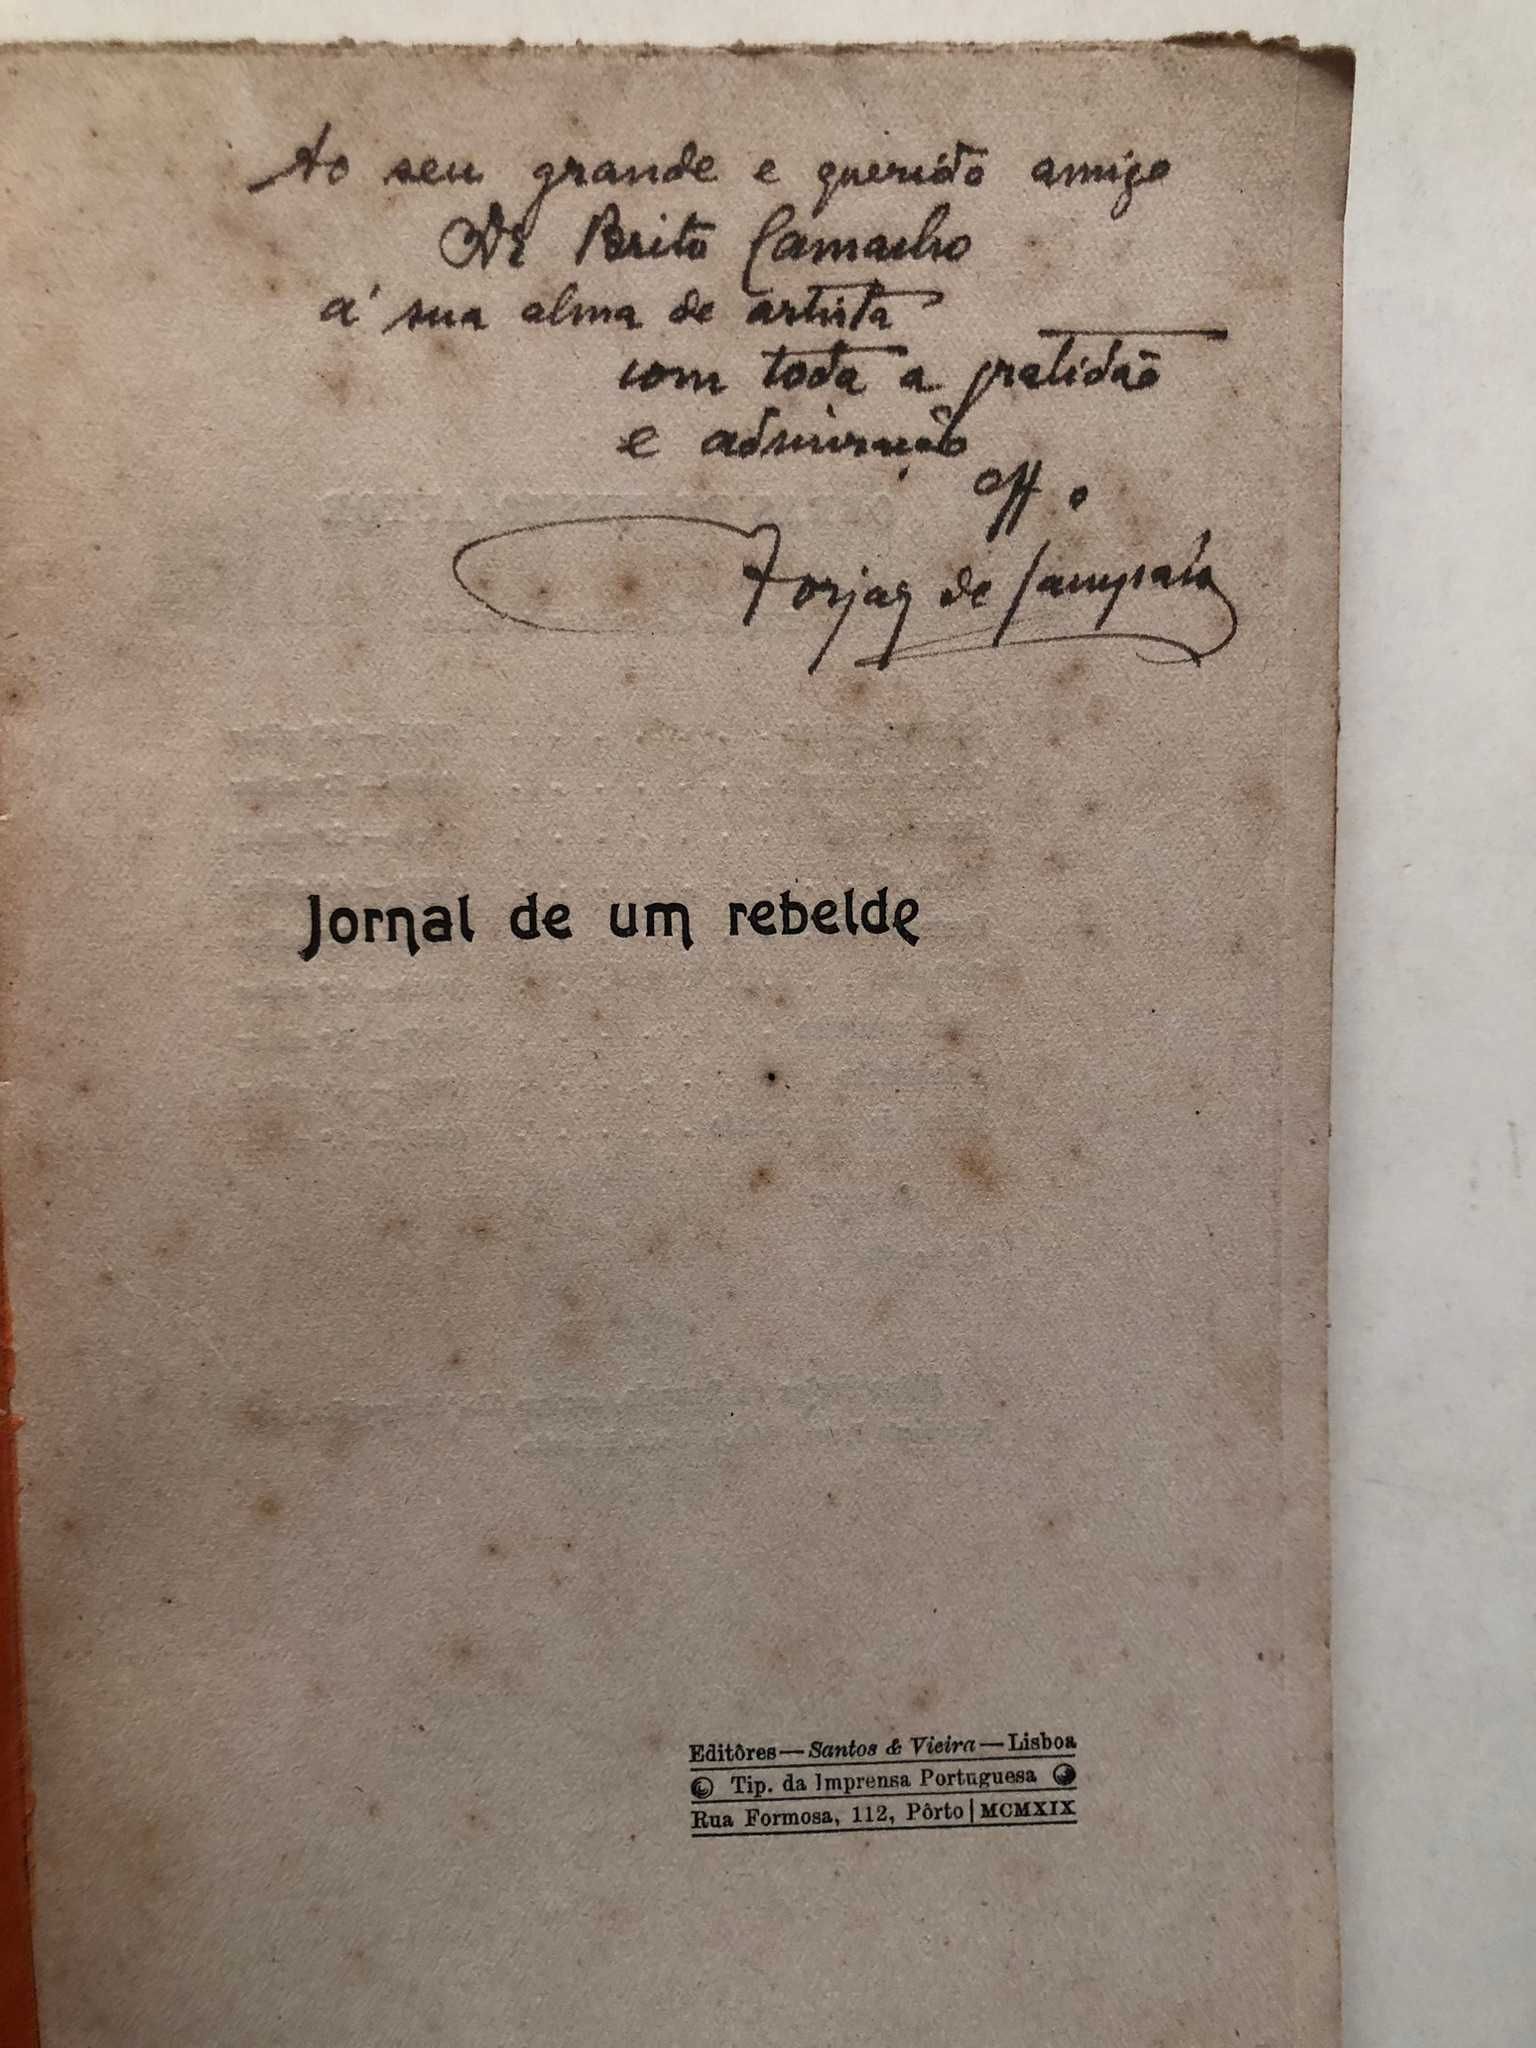 Ao seu grande e querido amigo
Dr Brito Camacho
á sua alma de artista
com toda a gratidão
e admiração
off.o
Forjaz de Sampaio
Jornal de um rebelde
Editôres—Santos & Vieira—Lisboa
Tip. da Imprensa Portuguesa
Rua Formosa, 112, Pôrto | MCMXIX